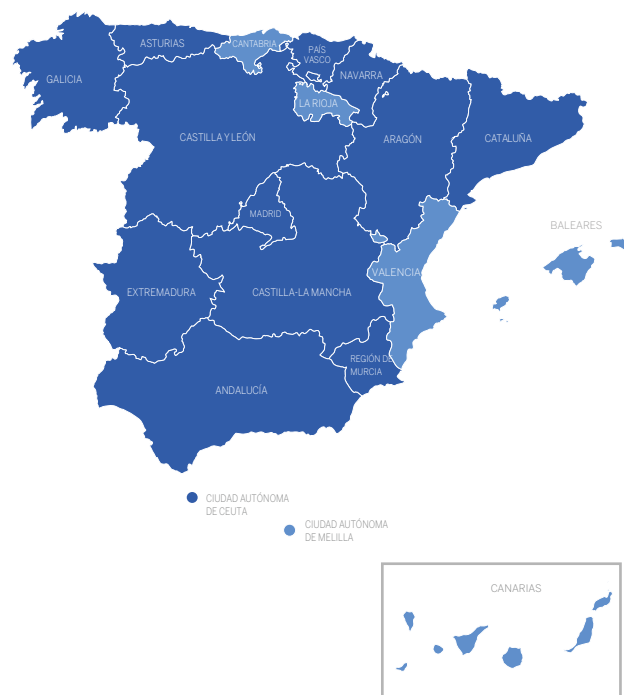 ASTURIAS
CANTABRIA
PAÍS
VASCO
GALICIA
NAVARRA
LA RIOJA
CASTILLA Y LEÓN
ARAGÓN
CATALUÑA
MADRID
BALEARES
VALENCIA
EXTREMADURA
CASTILLA-LA MANCHA
REGIÓN DE
MURCIA
ANDALUCÍA
CIUDAD AUTÓNOMA
DE CEUTA
CIUDAD AUTÓNOMA
DE MELILLA
CANARIAS